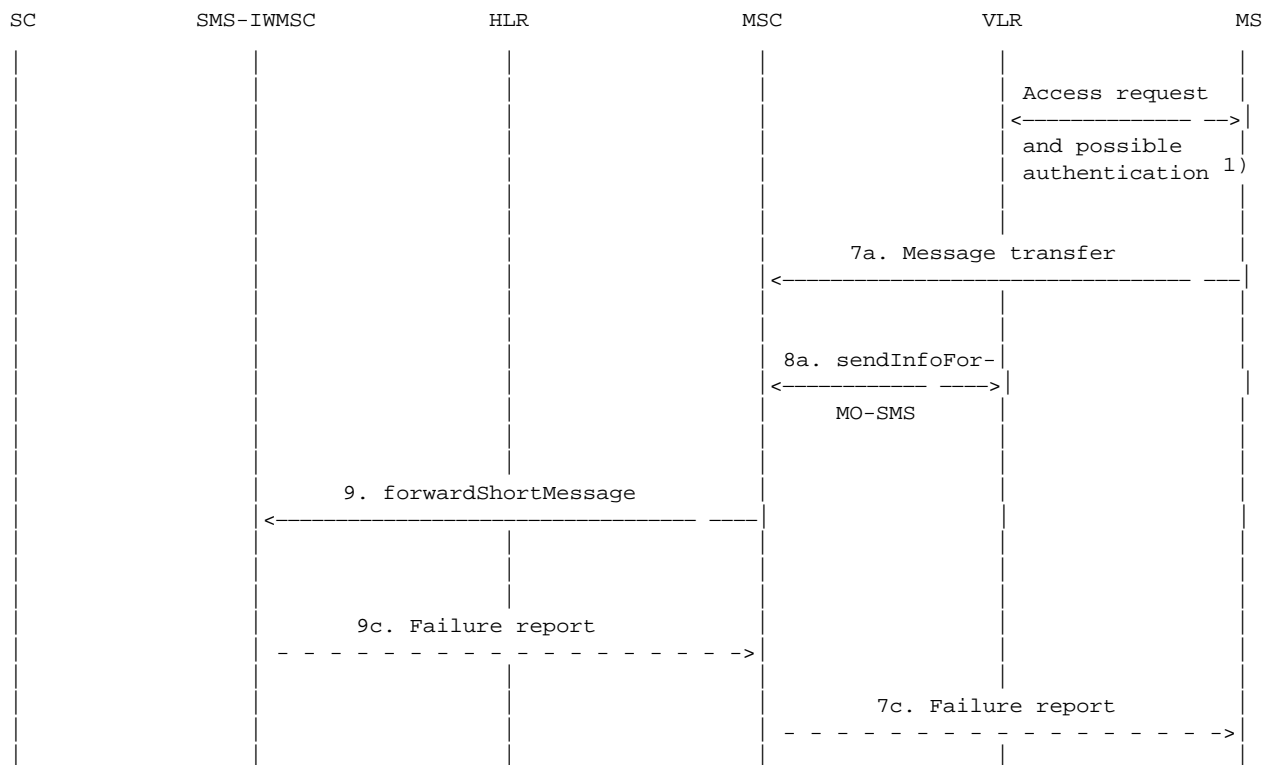 SC SMS-IWMSC HLR MSC VLR MS
Access request
and possible
authentication 1)
7a. Message transfer
8a. sendInfoFor-
MO-SMS
9. forwardShortMessage
9c. Failure report
7c. Failure report